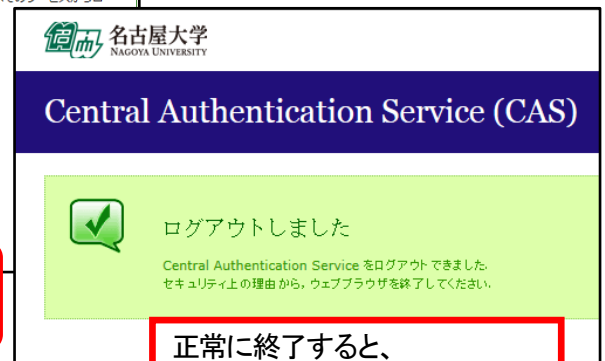 名古屋大学
NAGOYA UNIVERSITY
Central Authentication Service (CAS)
ログアウトしました
Central Authentication Service をログアウトできました.
セキュリティ上の理由から, ウェブブラウザを終了してください.
正常に終了すると、